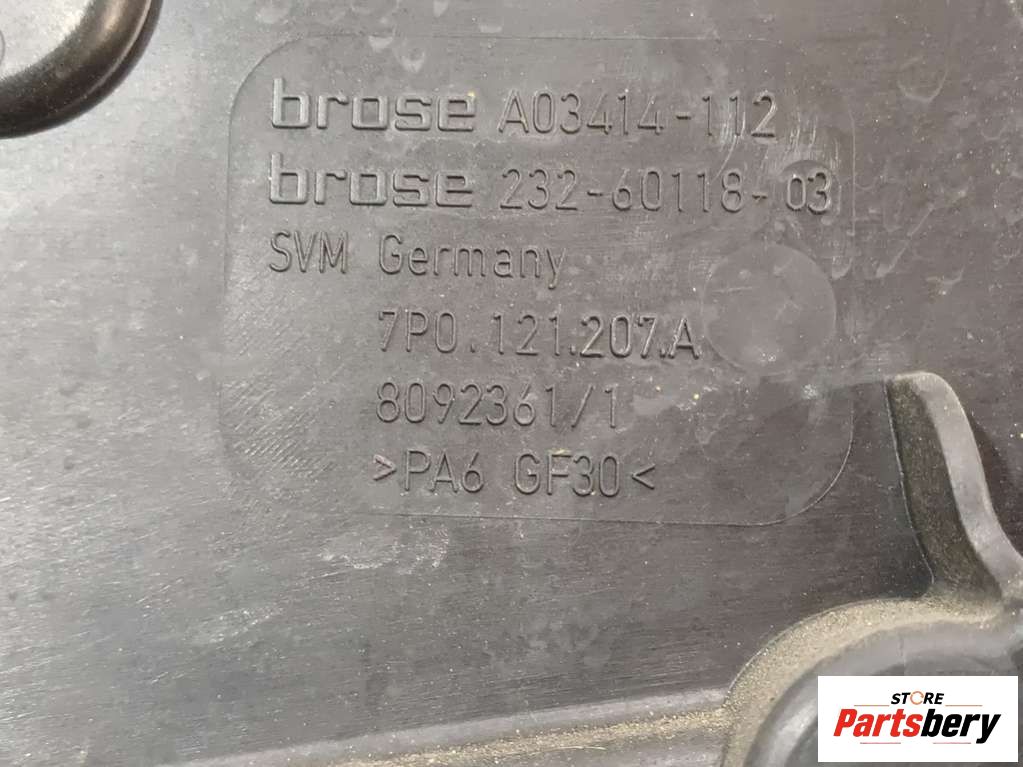 brose A03414-112
brose 232-60118-03
SVM Germany
7P0.121.207.A
8092361/1
>PA6 GF30<
STORE
Partsbery